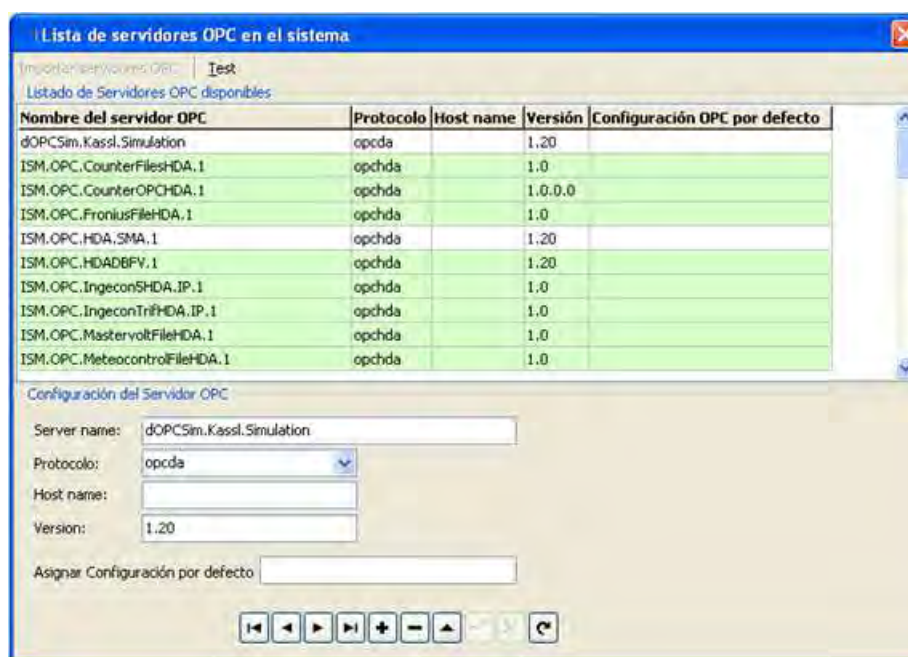 Lista de servidores OPC en el sistema
Importar servidores OPC Test
Listado de Servidores OPC disponibles
Nombre del servidor OPC Protocolo Host name Versión Configuración OPC por defecto
dOPCSim.Kassl.Simulation opcda 1.20
ISM.OPC.CounterFilesHDA.1 opchda 1.0
ISM.OPC.CounterOPCHDA.1 opchda 1.0.0.0
ISM.OPC.FroniusFileHDA.1 opchda 1.0
ISM.OPC.HDA.SMA.1 opchda 1.20
ISM.OPC.HDADBFV.1 opchda 1.20
ISM.OPC.IngeconSHDA.IP.1 opchda 1.0
ISM.OPC.IngeconTrifHDA.IP.1 opchda 1.0
ISM.OPC.MastervoltFileHDA.1 opchda 1.0
ISM.OPC.MeteocontrolFileHDA.1 opchda 1.0
Configuración del Servidor OPC
Server name: dOPCSim.Kassl.Simulation
Protocolo: opcda
Host name:
Version: 1.20
Asignar Configuración por defecto